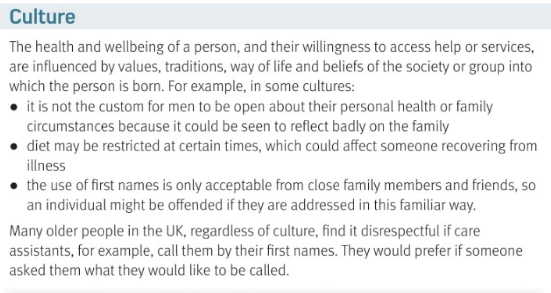 Culture
The health and wellbeing of a person, and their willingness to access help or services,
are influenced by values, traditions, way of life and beliefs of the society or group into
which the person is born. For example, in some cultures:
● it is not the custom for men to be open about their personal health or family
circumstances because it could be seen to reflect badly on the family
● diet may be restricted at certain times, which could affect someone recovering from
illness
● the use of first names is only acceptable from close family members and friends, so
an individual might be offended if they are addressed in this familiar way.
Many older people in the UK, regardless of culture, find it disrespectful if care
assistants, for example, call them by their first names. They would prefer if someone
asked them what they would like to be called.